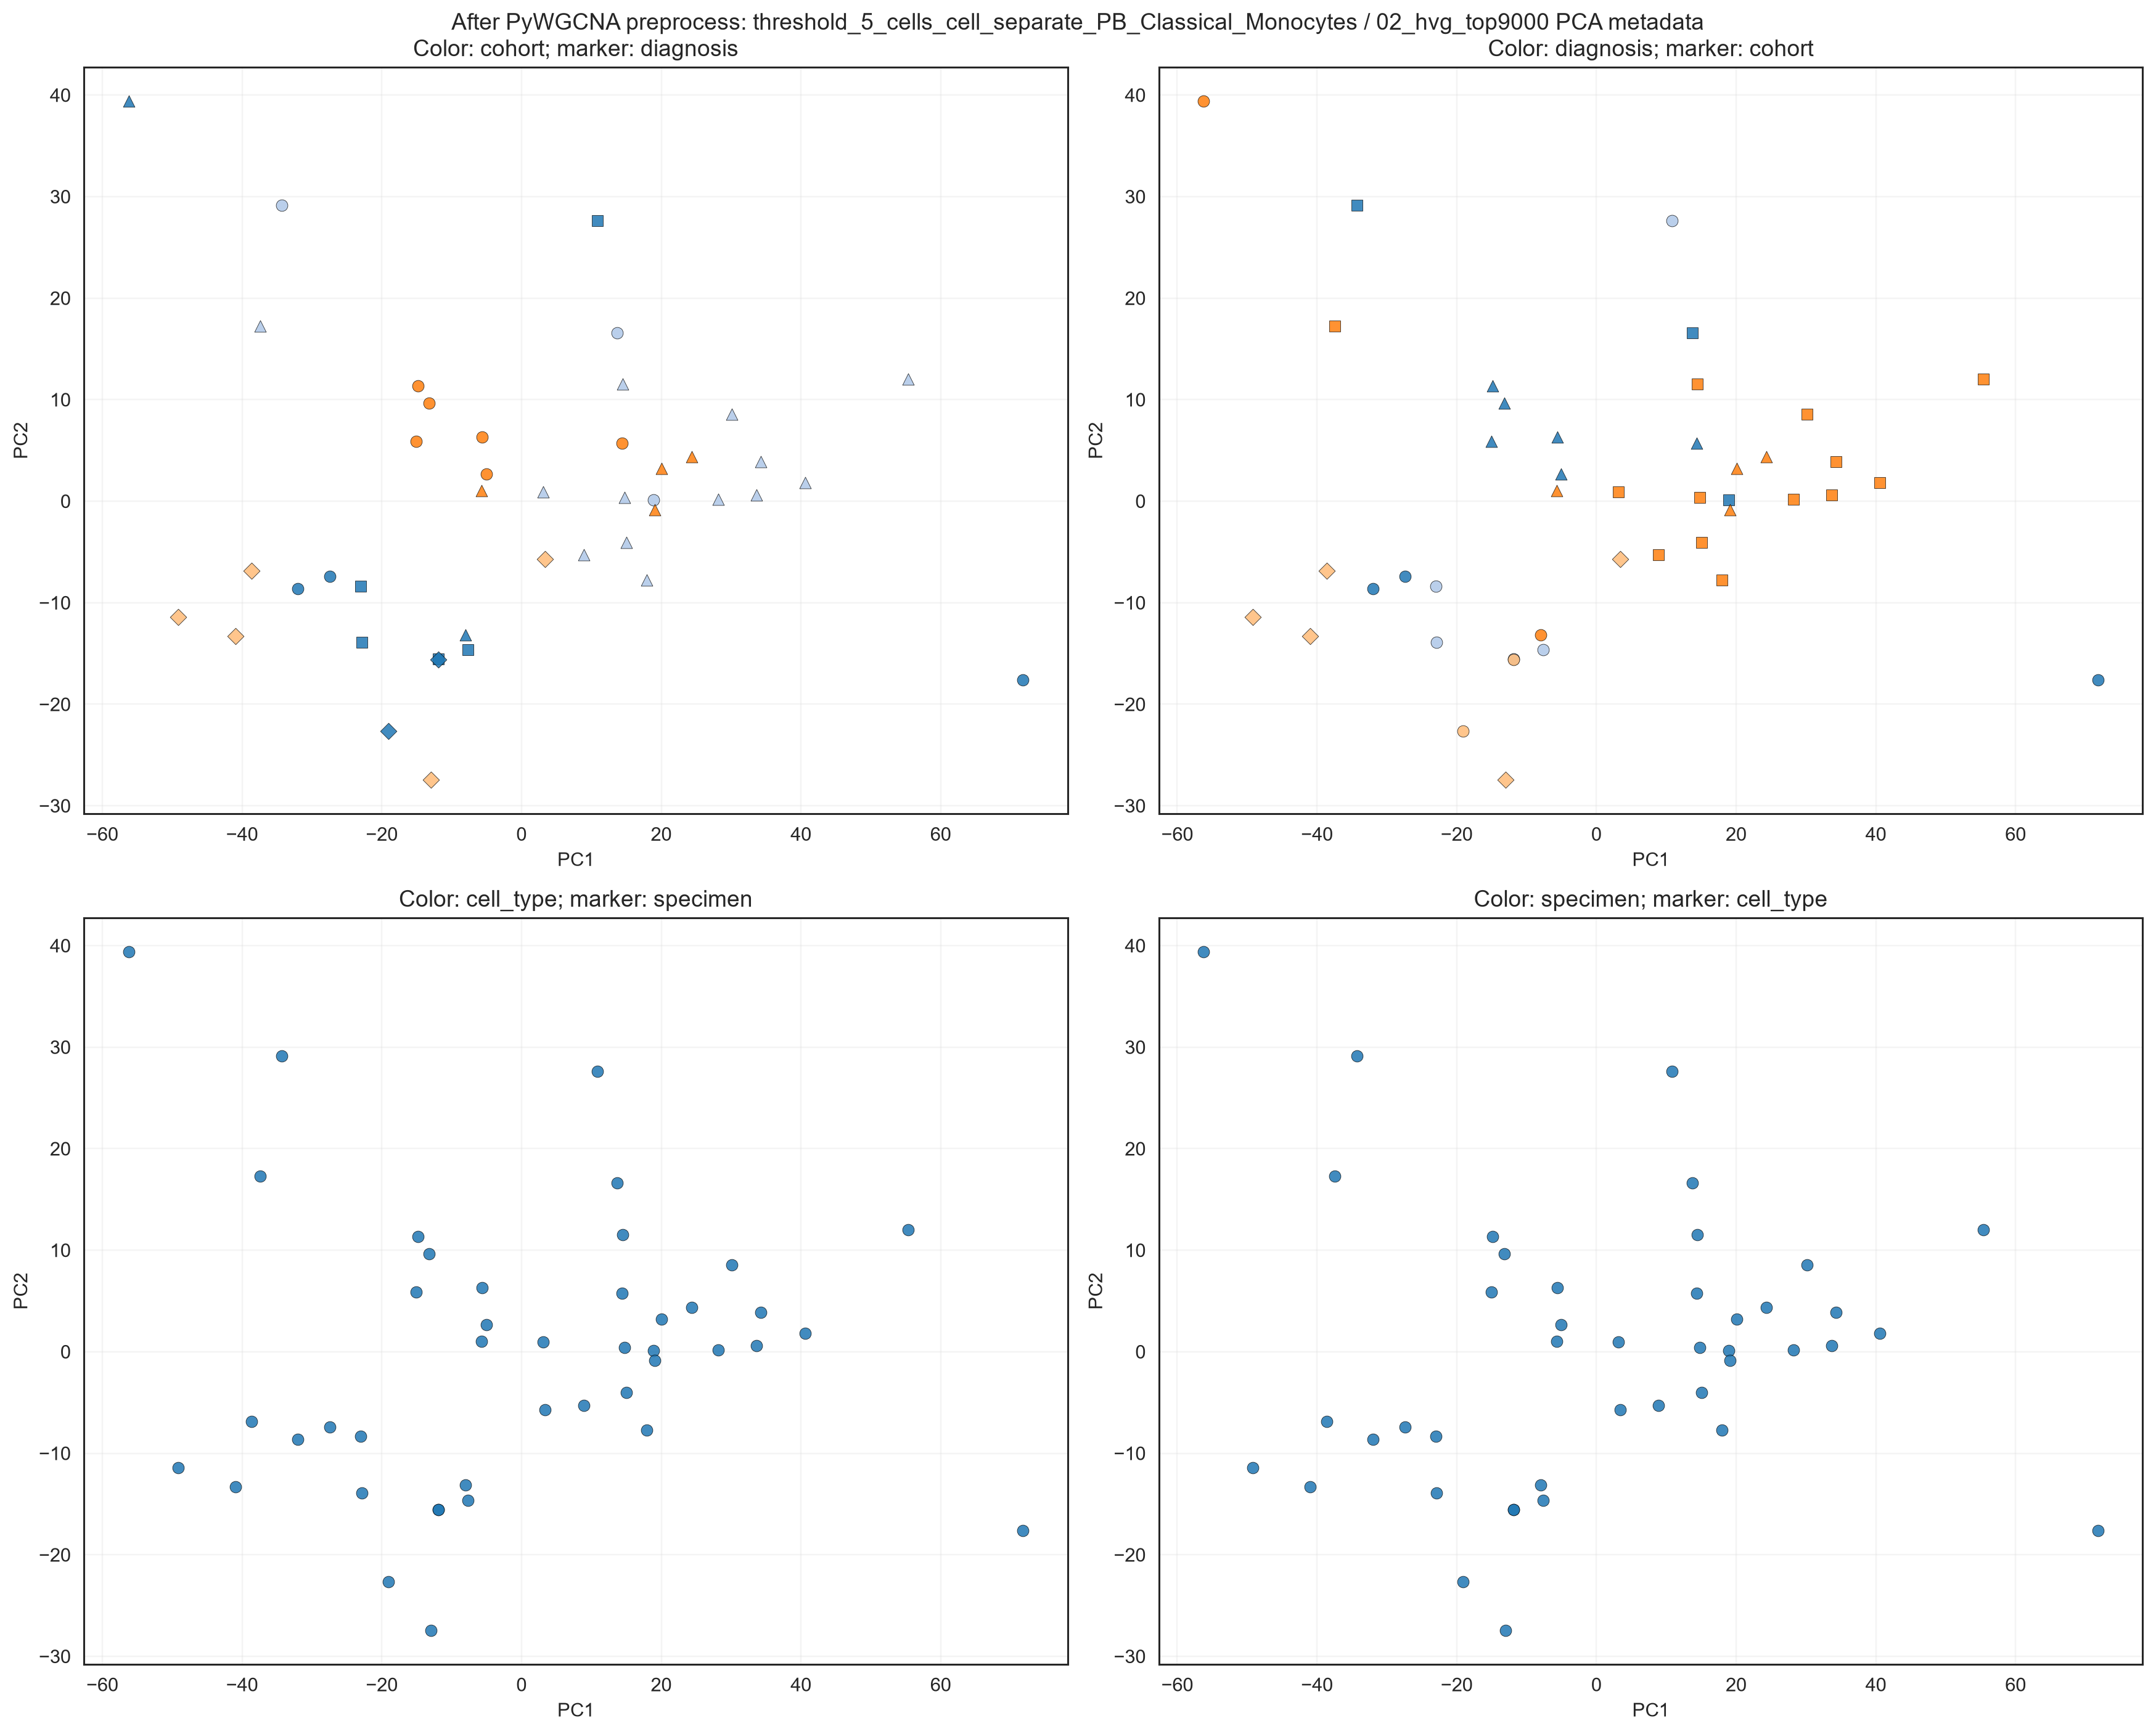 After PyWGCNA preprocess: threshold_5_cells_cell_separate_PB_Classical_Monocytes / 02_hvg_top9000 PCA metadata
Color: cohort; marker: diagnosis
Color: diagnosis; marker: cohort
40
30
20
10
0
−10
−20
−30
PC2
−60 −40 −20 0 20 40 60
PC1
40
30
20
10
0
−10
−20
−30
PC2
−60 −40 −20 0 20 40 60
PC1
Color: cell_type; marker: specimen
Color: specimen; marker: cell_type
40
30
20
10
0
−10
−20
−30
PC2
−60 −40 −20 0 20 40 60
PC1
40
30
20
10
0
−10
−20
−30
PC2
−60 −40 −20 0 20 40 60
PC1